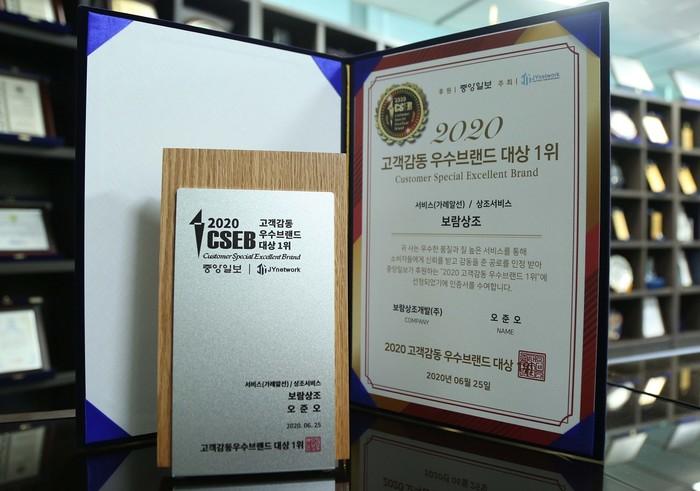 2020
CSEB
고객감동
우수브랜드
대상 1위
Customer Special Excellent Brand
중앙일보 | JYnetwork
서비스(가례알선) / 상조서비스
보람상조
오 준 오
2020. 06. 25
고객감동우수브랜드 대상 1위
후 원 | 중앙일보 주 최 | JYnetwork
2020
CSEB
Customer
Special
Excellent
Brand
2020
고객감동 우수브랜드 대상 1위
Customer Special Excellent Brand
서비스(가례알선) / 상조서비스
보람상조
귀 사는 우수한 품질과 질 높은 서비스를 통해
소비자들에게 신뢰를 받고 감동을 준 공로를 인정 받아
중앙일보가 후원하는 "2020 고객감동 우수브랜드 1위"에
선정되었기에 인증서를 수여합니다.
보람상조개발(주) 오 준 오
COMPANY NAME
2020 고객감동 우수브랜드 대상
2020년 06월 25일